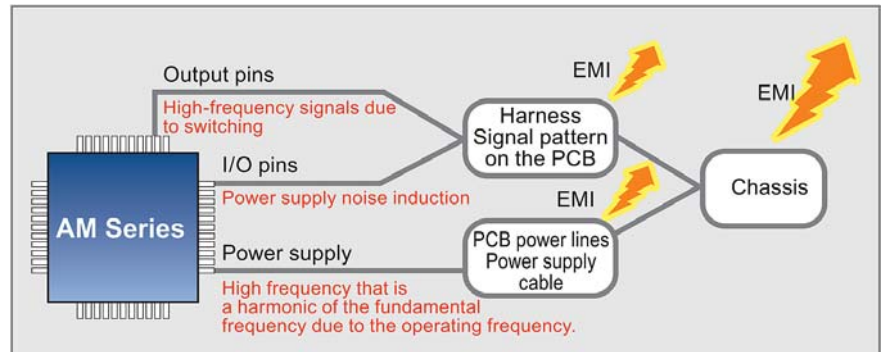 Output pins
High-frequency signals due
to switching
I/O pins
Power supply noise induction
AM Series
Power supply
High frequency that is
a harmonic of the fundamental
frequency due to the operating frequency.
EMI
Harness
Signal pattern
on the PCB
EMI
PCB power lines
Power supply
cable
EMI
Chassis